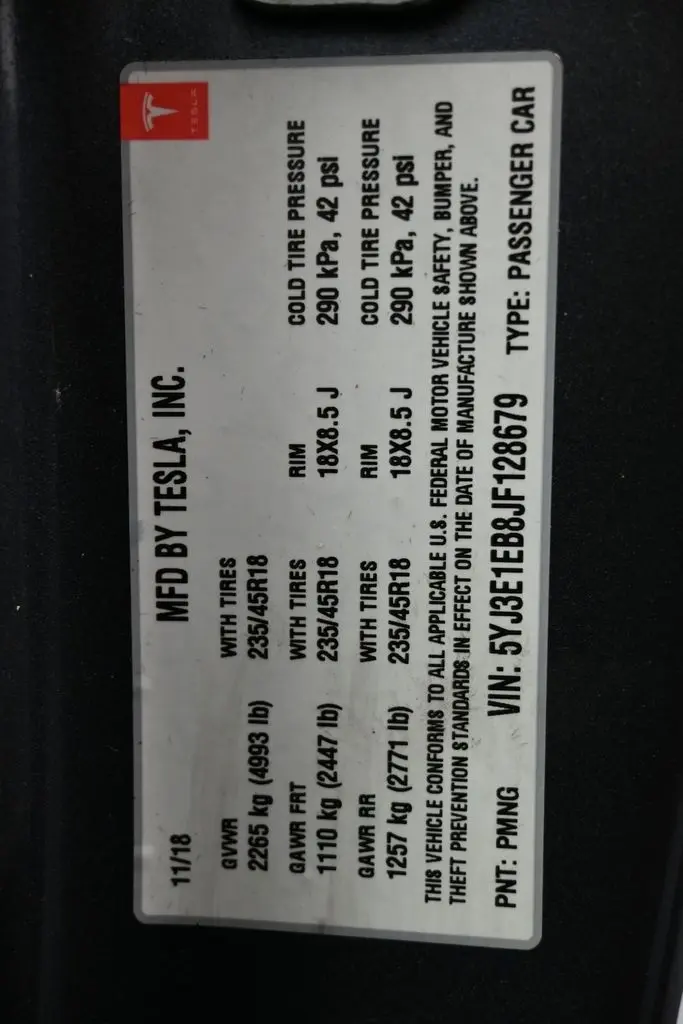 TESLA
11/18 MFD BY TESLA, INC.
GVWR WITH TIRES
2265 kg (4993 lb) 235/45R18
GAWR FRT WITH TIRES RIM COLD TIRE PRESSURE
1110 kg (2447 lb) 235/45R18 18X8.5 J 290 kPa, 42 psi
GAWR RR WITH TIRES RIM COLD TIRE PRESSURE
1257 kg (2771 lb) 235/45R18 18X8.5 J 290 kPa, 42 psi
THIS VEHICLE CONFORMS TO ALL APPLICABLE U.S. FEDERAL MOTOR VEHICLE SAFETY, BUMPER, AND
THEFT PREVENTION STANDARDS IN EFFECT ON THE DATE OF MANUFACTURE SHOWN ABOVE.
PNT: PMNG VIN: 5YJ3E1EB8JF128679 TYPE: PASSENGER CAR